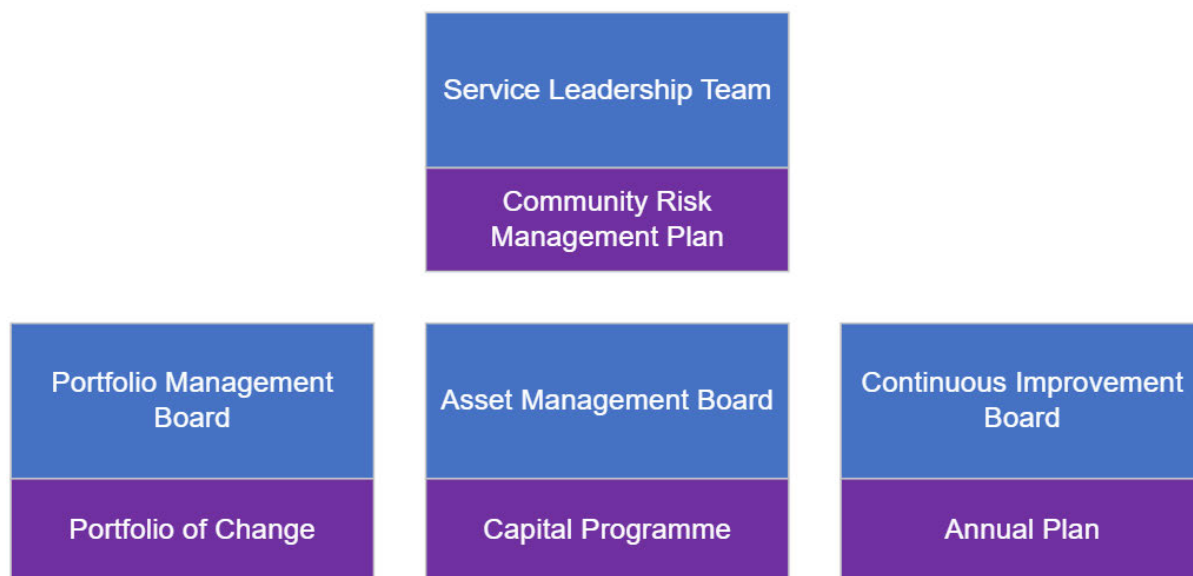 Service Leadership Team
Community Risk
Management Plan
Portfolio Management
Board
Portfolio of Change
Asset Management Board
Capital Programme
Continuous Improvement
Board
Annual Plan